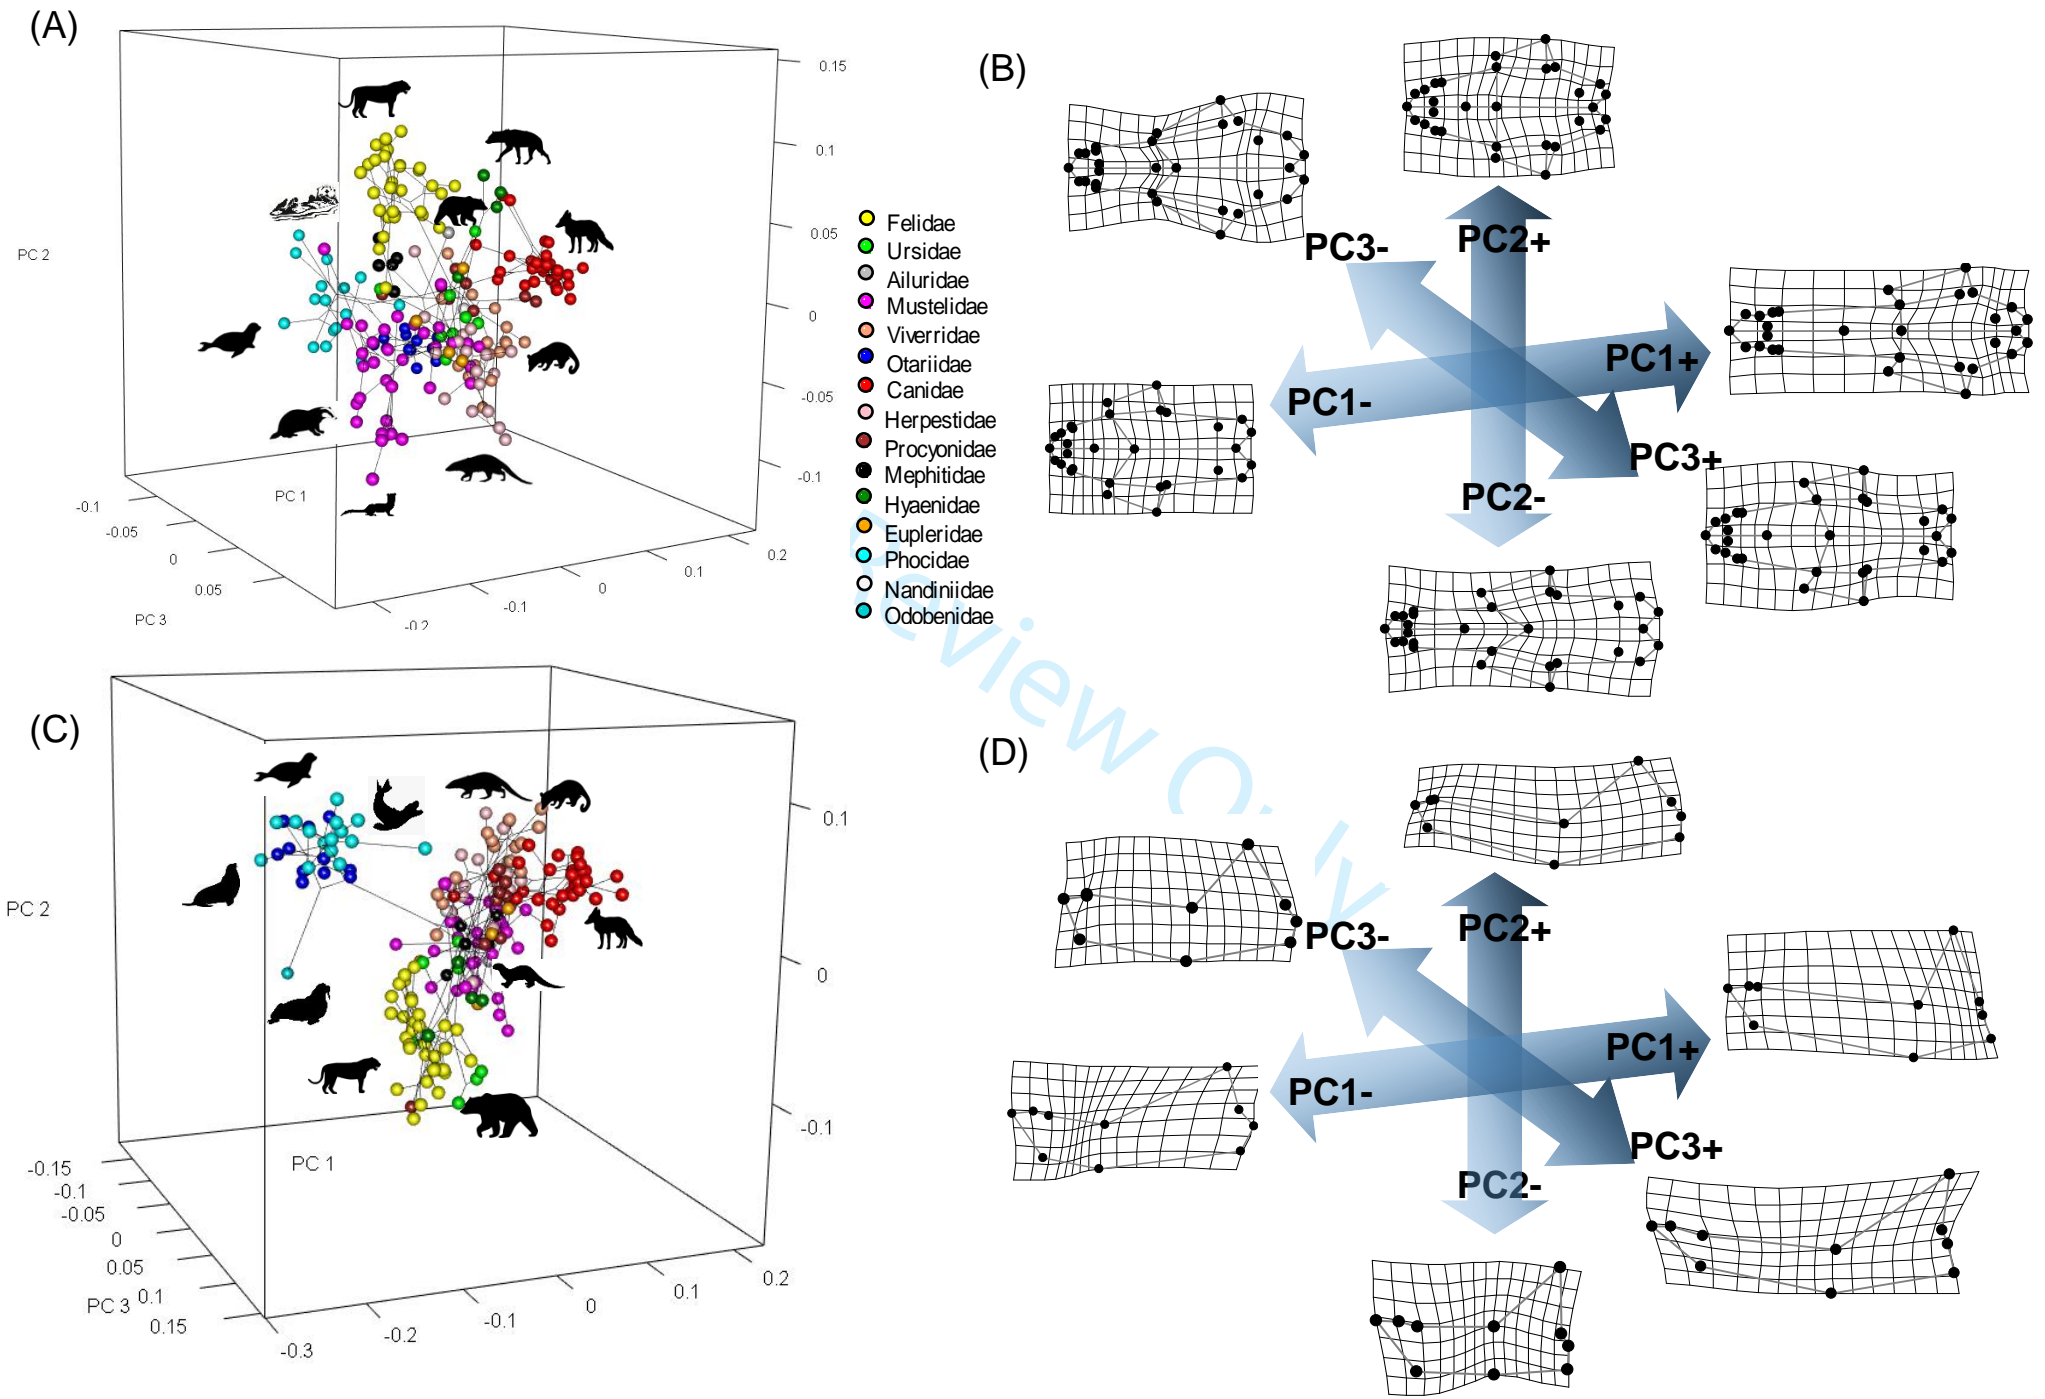 (A)
0.15
0.1
0.05
0
-0.05
-0.1
PC 2
PC 1
-0.1
-0.05
0
0.05
PC 3
-0.2
-0.1
0
0.1
0.2
Felidae
Ursidae
Ailuridae
Mustelidae
Viverridae
Otariidae
Canidae
Herpestidae
Procyonidae
Mephitidae
Hyaenidae
Eupleridae
Phocidae
Nandiniidae
Odobenidae
(B)
PC3-
PC2+
PC1+
PC1-
PC3+
PC2-
Review Only
(C)
0.1
0
-0.1
PC 2
PC 1
-0.15
-0.1
-0.05
0
0.05
0.1
0.15
PC 3
-0.3
-0.2
-0.1
0
0.1
0.2
(D)
PC3-
PC2+
PC1+
PC1-
PC3+
PC2-